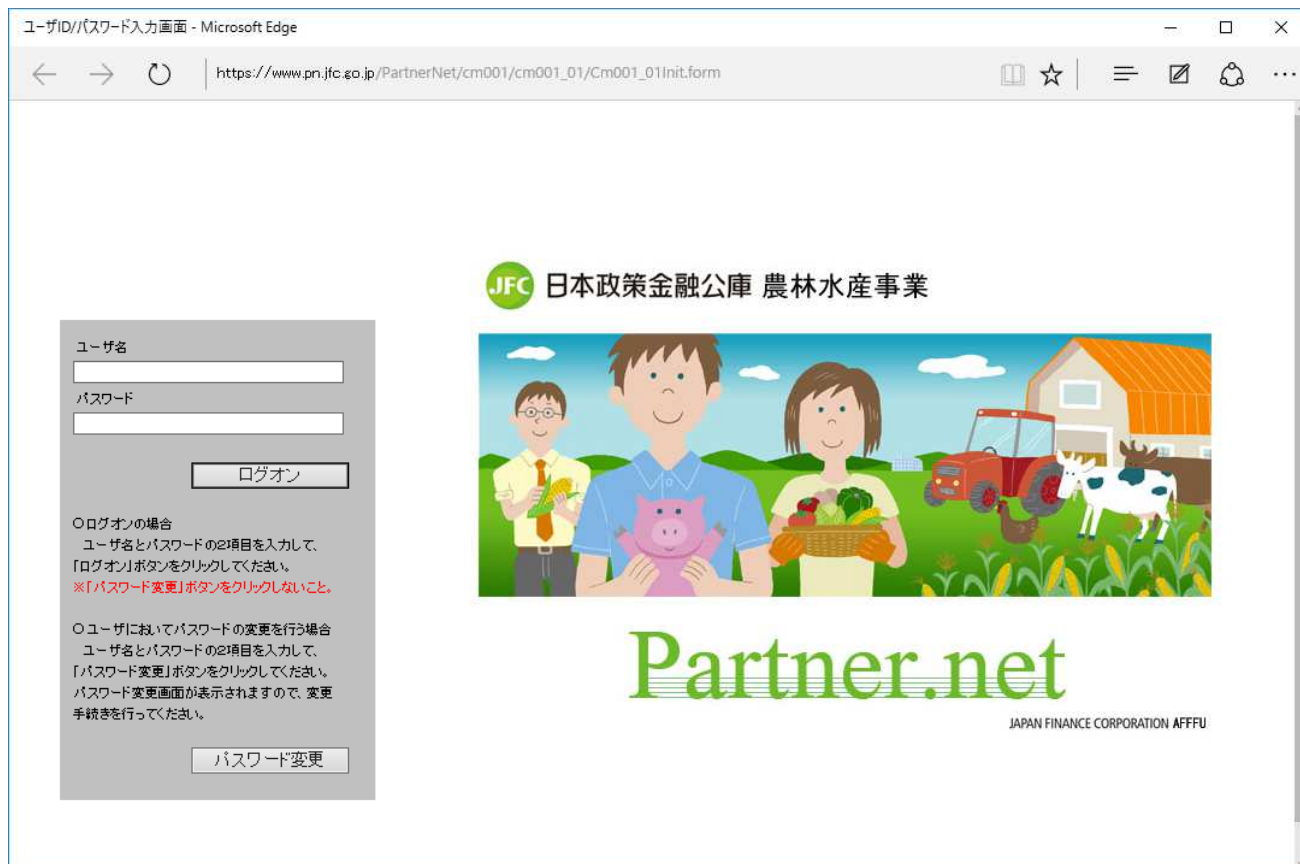 ユーザID/パスワード入力画面 - Microsoft Edge
https://www.pn.jfc.go.jp/PartnerNet/cm001/cm001_01/Cm001_01Init.form
JFC 日本政策金融公庫 農林水産事業
ユーザ名
パスワード
ログオン
○ログオンの場合
ユーザ名とパスワードの2項目を入力して、
「ログオン」ボタンをクリックしてください。
※「パスワード変更」ボタンをクリックしないこと。
○ユーザにおいてパスワードの変更を行う場合
ユーザ名とパスワードの2項目を入力して、
「パスワード変更」ボタンをクリックしてください。
パスワード変更画面が表示されますので、変更
手続きを行ってください。
パスワード変更
Partner.net
JAPAN FINANCE CORPORATION AFFFU